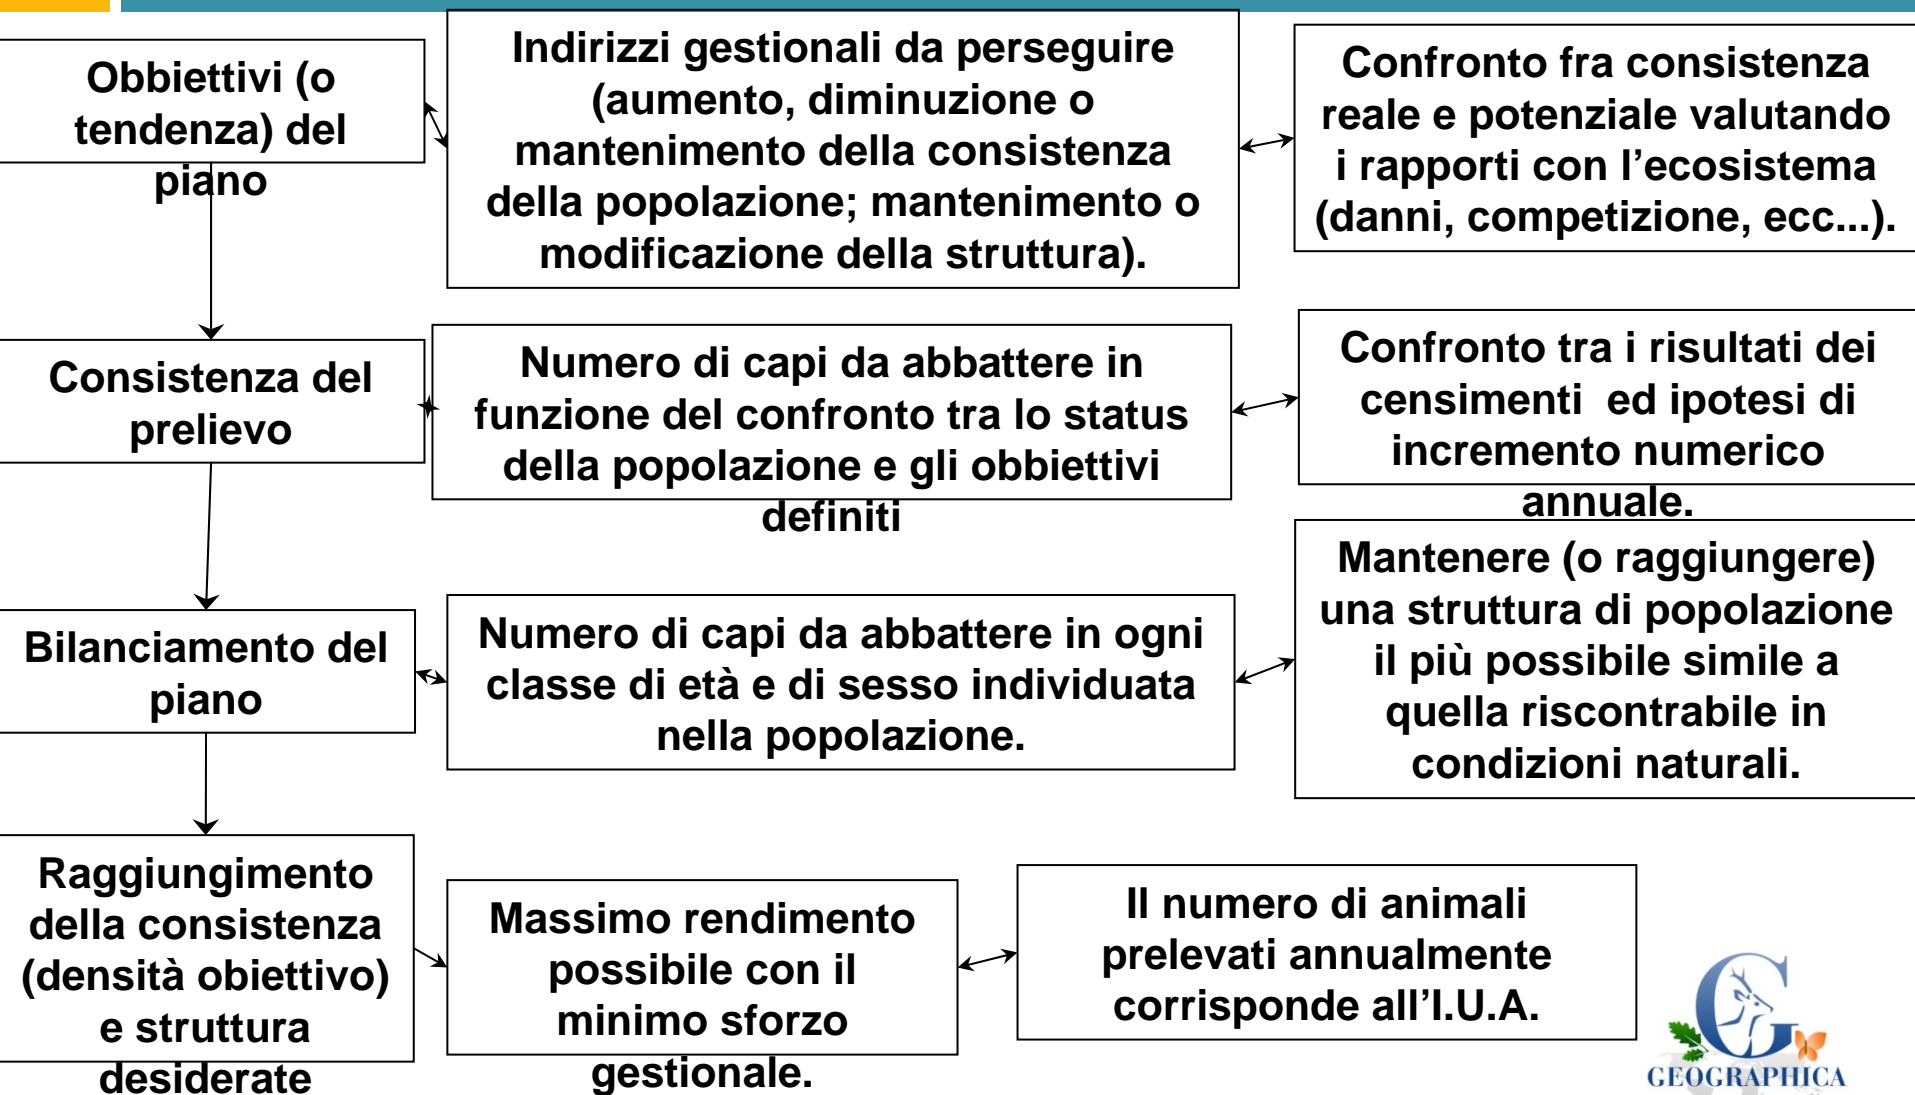 Obbiettivi (o
tendenza) del
piano
Indirizzi gestionali da perseguire
(aumento, diminuzione o
mantenimento della consistenza
della popolazione; mantenimento o
modificazione della struttura).
Confronto fra consistenza
reale e potenziale valutando
i rapporti con l’ecosistema
(danni, competizione, ecc...).
Consistenza del
prelievo
Numero di capi da abbattere in
funzione del confronto tra lo status
della popolazione e gli obbiettivi
definiti
Confronto tra i risultati dei
censimenti  ed ipotesi di
incremento numerico
annuale.
Bilanciamento del
piano
Numero di capi da abbattere in ogni
classe di età e di sesso individuata
nella popolazione.
Mantenere (o raggiungere)
una struttura di popolazione
il più possibile simile a
quella riscontrabile in
condizioni naturali.
Raggiungimento
della consistenza
(densità obiettivo)
e struttura
desiderate
Massimo rendimento
possibile con il
minimo sforzo
gestionale.
Il numero di animali
prelevati annualmente
corrisponde all’I.U.A.
G
GEOGRAPHICA